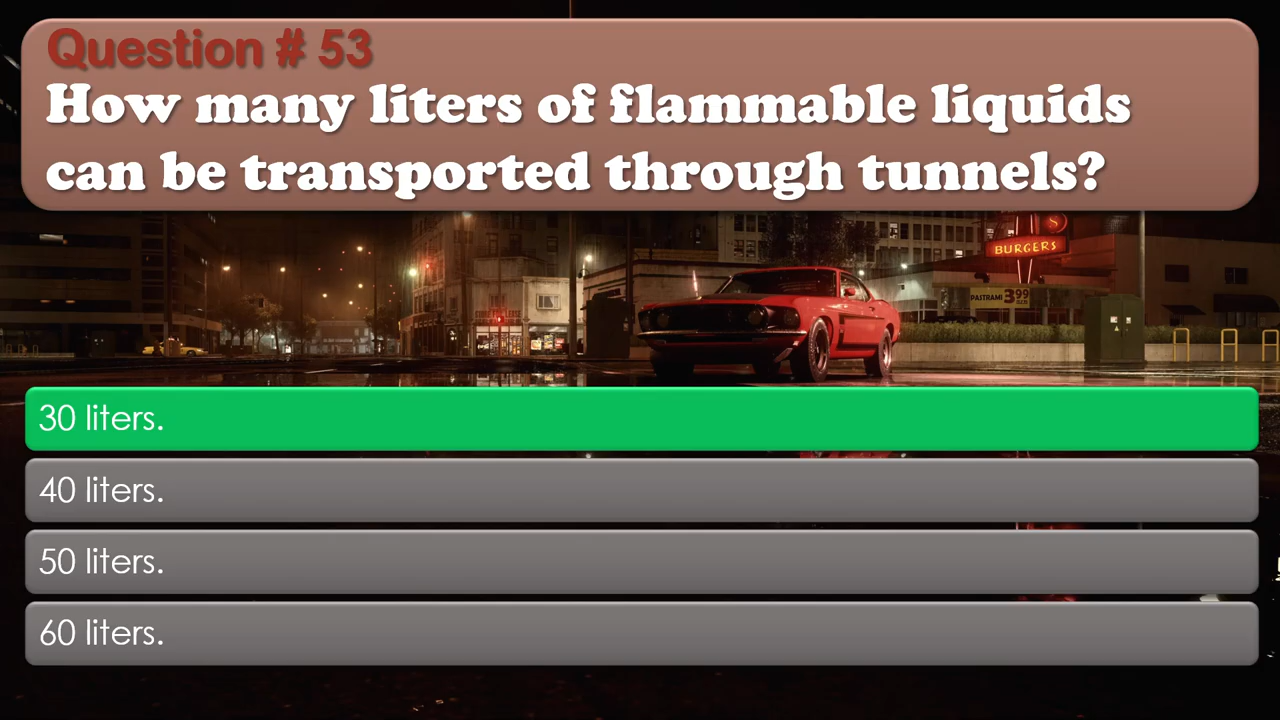 Question # 53
How many liters of flammable liquids
can be transported through tunnels?
S
BURGERS
PASTRAMI 3.99
30 liters.
40 liters.
50 liters.
60 liters.